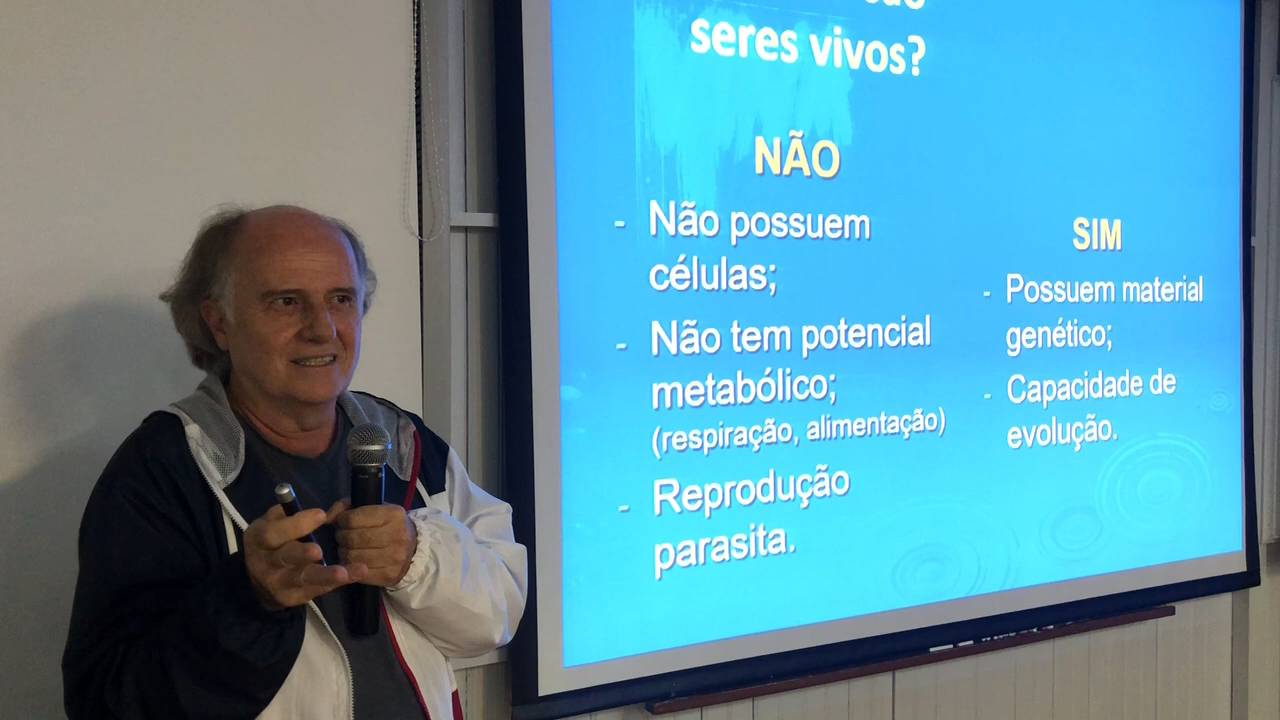 seres vivos?
NÃO
- Não possuem
células;
- Não tem potencial
metabólico;
(respiração, alimentação)
- Reprodução
parasita.
SIM
- Possuem material
genético;
- Capacidade de
evolução.